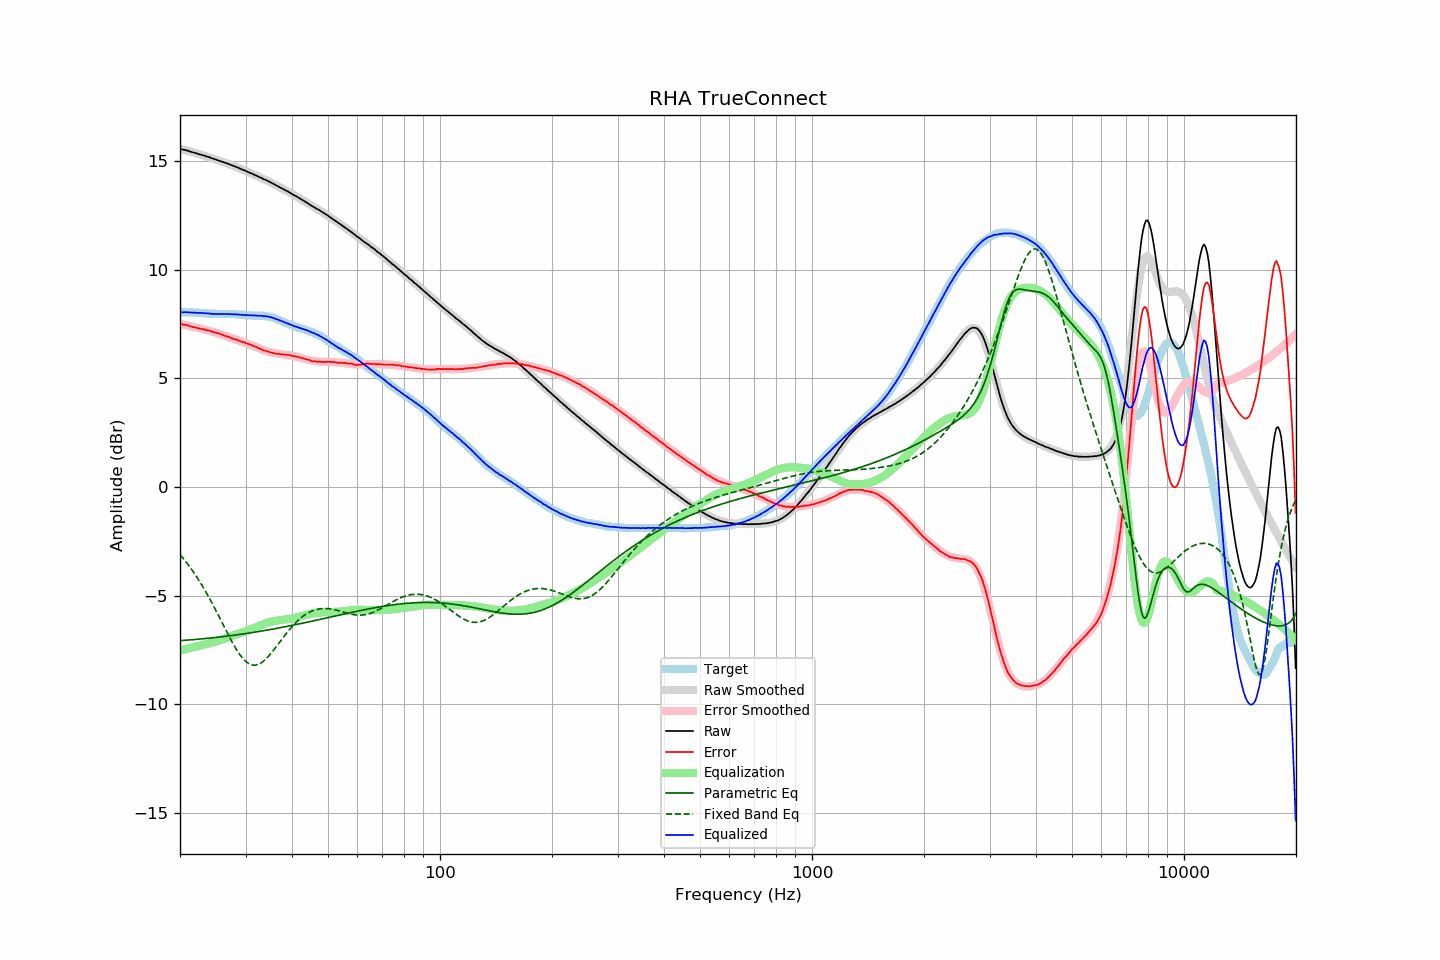 RHA TrueConnect
15
10
5
0
−5
−10
−15
Amplitude (dBr)
Target
Raw Smoothed
Error Smoothed
Raw
Error
Equalization
Parametric Eq
Fixed Band Eq
Equalized
100
1000
10000
Frequency (Hz)